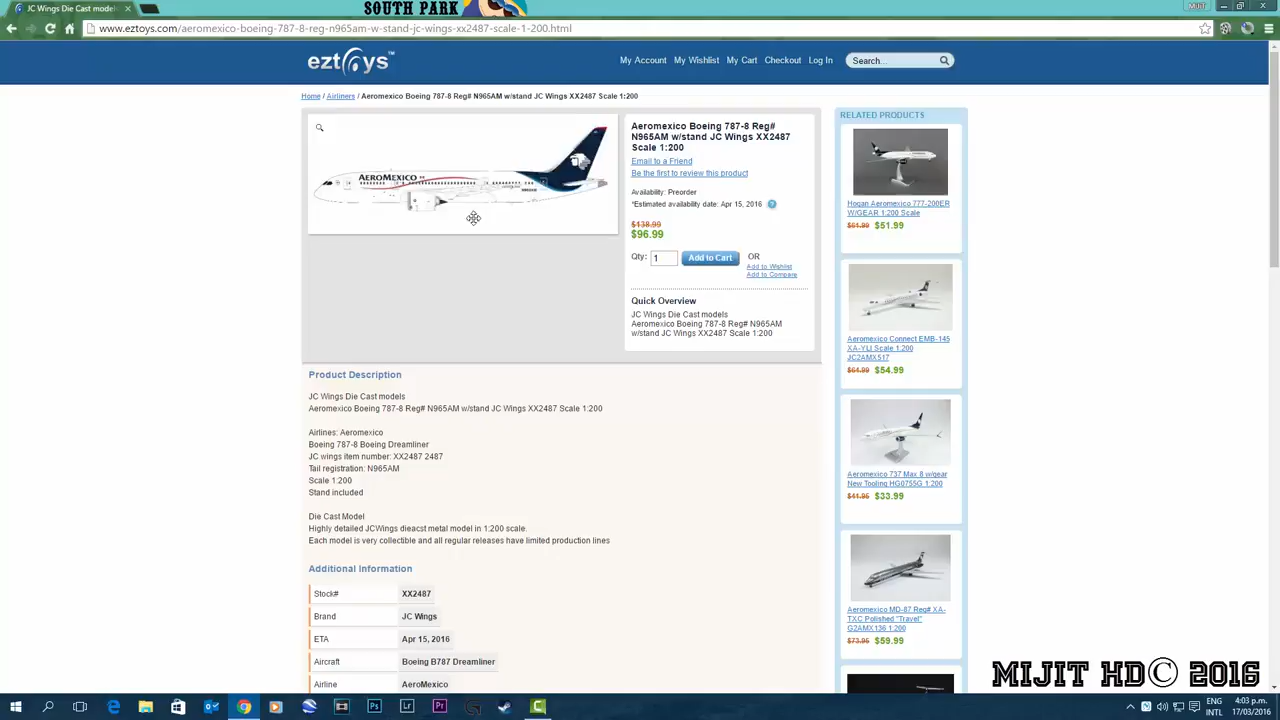 SOUTH PARK
JC Wings Die Cast model
MIJIT
www.eztoys.com/aeromexico-boeing-787-8-reg-n965am-w-stand-jc-wings-xx2487-scale-1-200.html
eztoys™
My Account My Wishlist My Cart Checkout Log In Search...
Home / Airliners / Aeromexico Boeing 787-8 Reg# N965AM w/stand JC Wings XX2487 Scale 1:200
AEROMEXICO
Aeromexico Boeing 787-8 Reg#
N965AM w/stand JC Wings XX2487
Scale 1:200
Email to a Friend
Be the first to review this product
Availability: Preorder
*Estimated availability date: Apr 15, 2016 ?
$138.99
$96.99
Qty: 1 Add to Cart OR
Add to Wishlist
Add to Compare
Quick Overview
JC Wings Die Cast models
Aeromexico Boeing 787-8 Reg# N965AM
w/stand JC Wings XX2487 Scale 1:200
Product Description
JC Wings Die Cast models
Aeromexico Boeing 787-8 Reg# N965AM w/stand JC Wings XX2487 Scale 1:200
Airlines: Aeromexico
Boeing 787-8 Boeing Dreamliner
JC wings item number: XX2487 2487
Tail registration: N965AM
Scale 1:200
Stand included
Die Cast Model
Highly detailed JCWings dieacst metal model in 1:200 scale.
Each model is very collectible and all regular releases have limited production lines
Additional Information
Stock# XX2487
Brand JC Wings
ETA Apr 15, 2016
Aircraft Boeing B787 Dreamliner
Airline AeroMexico
RELATED PRODUCTS
Hogan Aeromexico 777-200ER
W/GEAR 1:200 Scale
$61.99 $51.99
Aeromexico Connect EMB-145
XA-YLI Scale 1:200
JC2AMX517
$64.99 $54.99
Aeromexico 737 Max 8 w/gear
New Tooling HG0755G 1:200
$41.95 $33.99
Aeromexico MD-87 Reg# XA-
TXC Polished "Travel"
G2AMX136 1:200
$73.95 $59.99
MIJIT HD© 2016
ENG
INTL
04:03 p.m.
17/03/2016